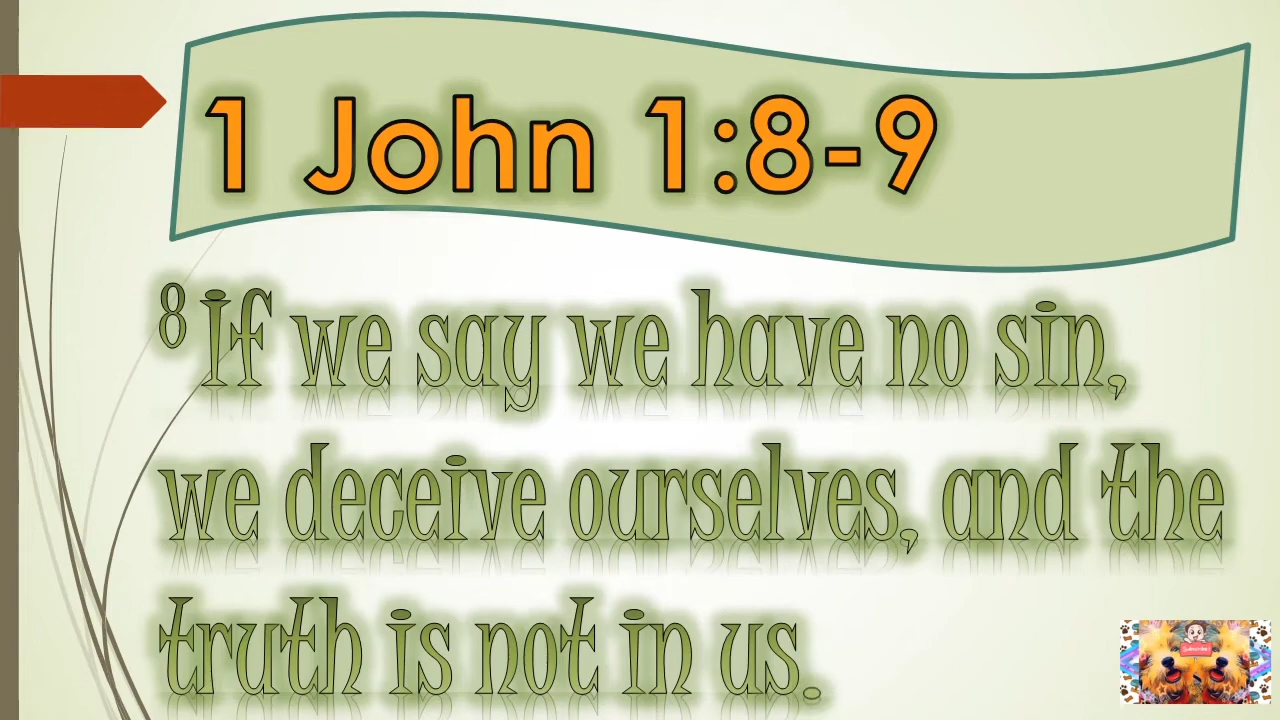 1 John 1:8-9
8 If we say we have no sin,
we deceive ourselves, and the
truth is not in us.
Subscribe